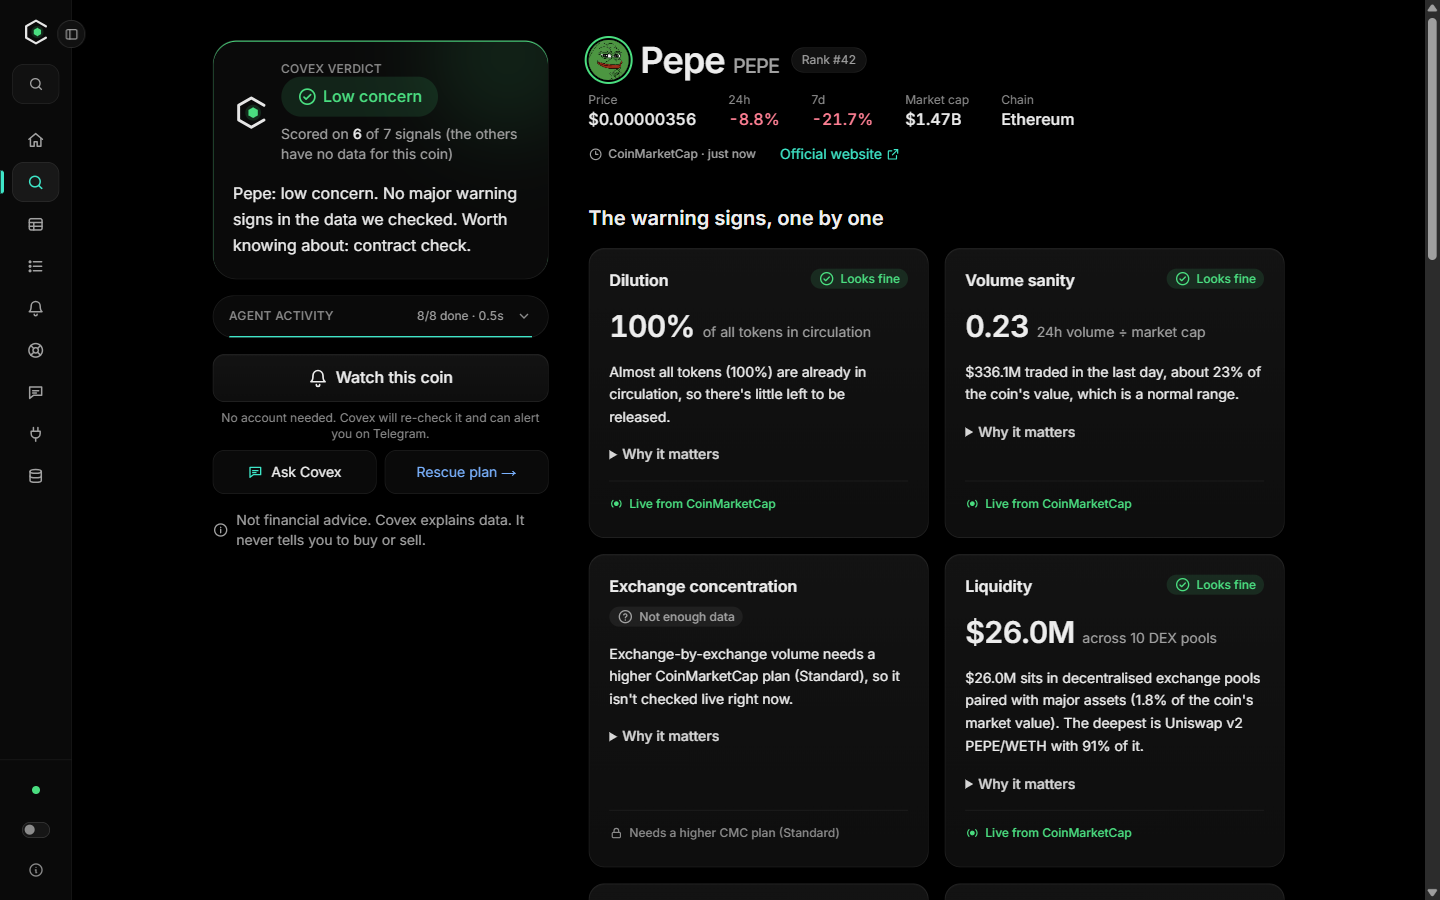 COVEX VERDICT
Low concern
Scored on 6 of 7 signals (the others
have no data for this coin)
Pepe: low concern. No major warning
signs in the data we checked. Worth
knowing about: contract check.
AGENT ACTIVITY
8/8 done · 0.5s
Watch this coin
No account needed. Covex will re-check it and can alert
you on Telegram.
Ask Covex
Rescue plan →
Not financial advice. Covex explains data. It
never tells you to buy or sell.
Pepe PEPE
Rank #42
Price
24h
7d
Market cap
Chain
$0.00000356
-8.8%
-21.7%
$1.47B
Ethereum
CoinMarketCap · just now
Official website
The warning signs, one by one
Dilution
Looks fine
100% of all tokens in circulation
Almost all tokens (100%) are already in
circulation, so there's little left to be
released.
Why it matters
Live from CoinMarketCap
Volume sanity
Looks fine
0.23 24h volume ÷ market cap
$336.1M traded in the last day, about 23% of
the coin's value, which is a normal range.
Why it matters
Live from CoinMarketCap
Exchange concentration
Not enough data
Exchange-by-exchange volume needs a
higher CoinMarketCap plan (Standard), so it
isn't checked live right now.
Why it matters
Needs a higher CMC plan (Standard)
Liquidity
Looks fine
$26.0M across 10 DEX pools
$26.0M sits in decentralised exchange pools
paired with major assets (1.8% of the coin's
market value). The deepest is Uniswap v2
PEPE/WETH with 91% of it.
Why it matters
Live from CoinMarketCap